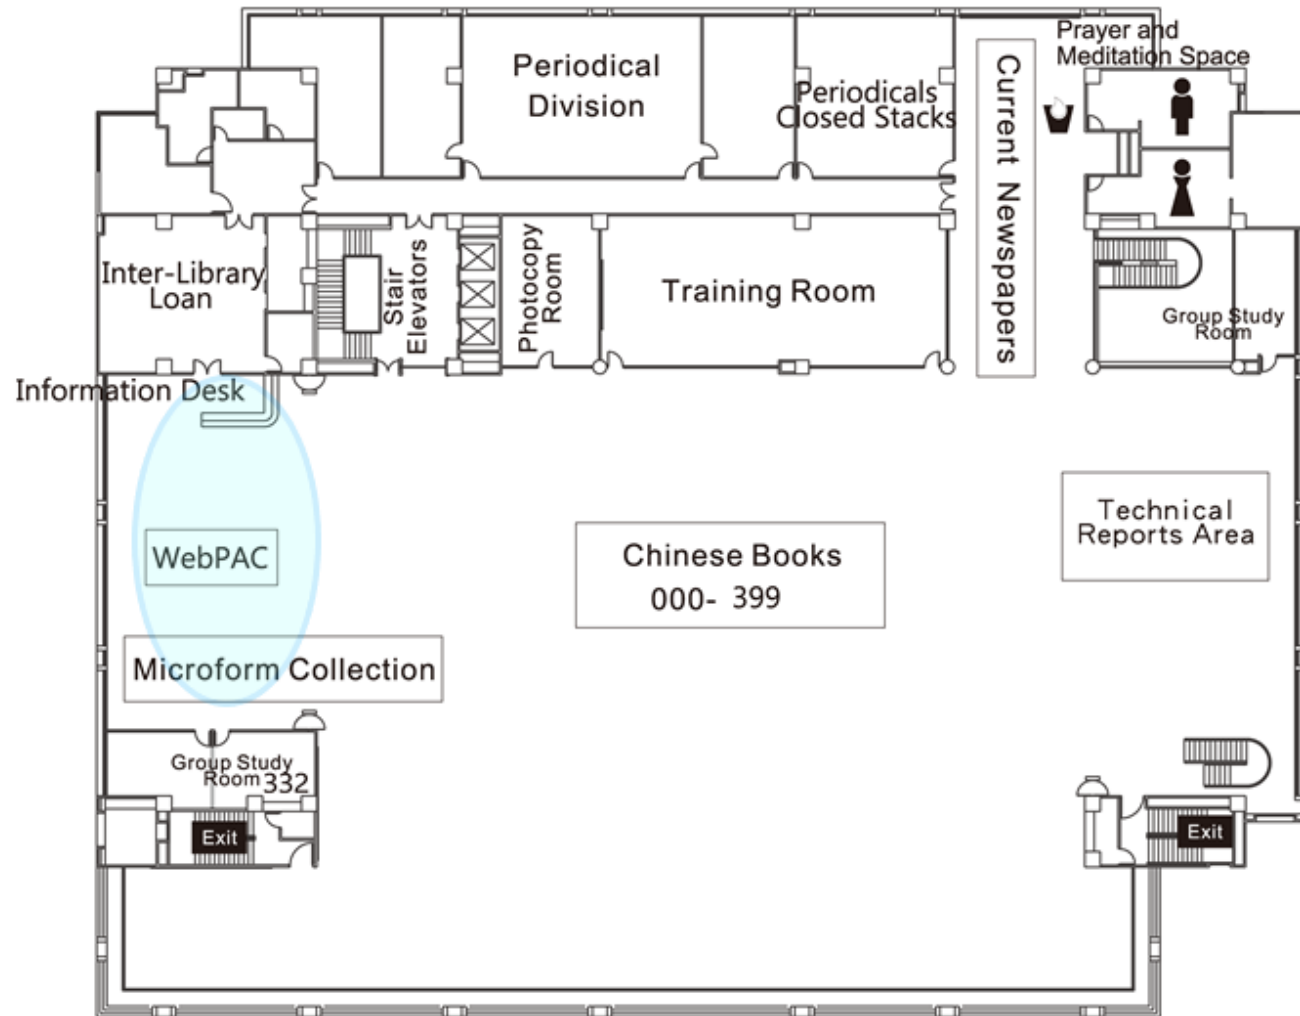 Prayer and
Meditation Space
Periodical
Division
Periodicals
Closed Stacks
Current Newspapers
Inter-Library
Loan
Stair
Elevators
Photocopy
Room
Training Room
Group Study
Room
Information Desk
WebPAC
Chinese Books
000- 399
Technical
Reports Area
Microform Collection
Group Study
Room 332
Exit
Exit